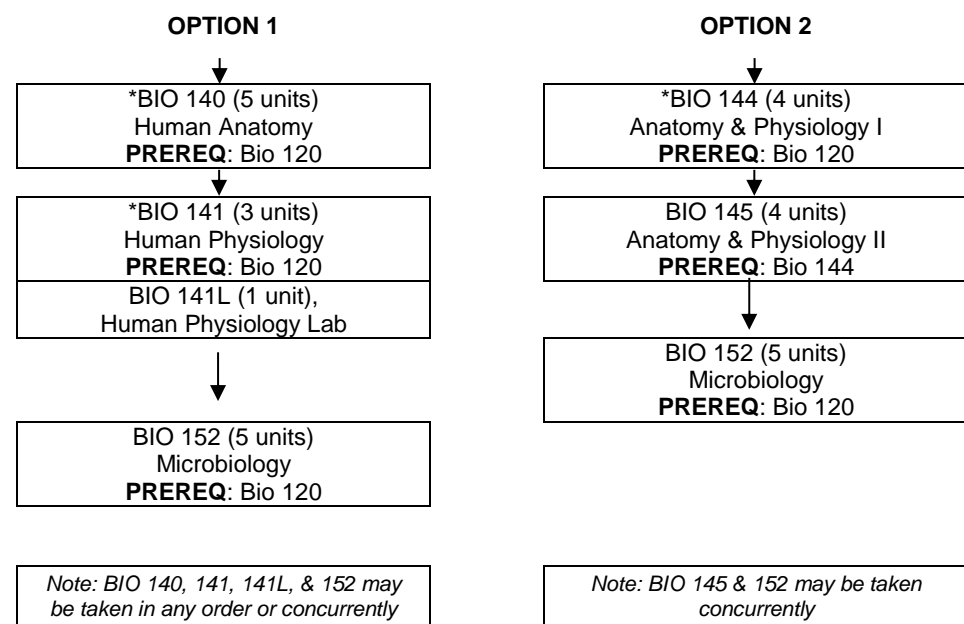 OPTION 1
*BIO 140 (5 units)
Human Anatomy
PREREQ: Bio 120
*BIO 141 (3 units)
Human Physiology
PREREQ: Bio 120
BIO 141L (1 unit),
Human Physiology Lab
BIO 152 (5 units)
Microbiology
PREREQ: Bio 120
Note: BIO 140, 141, 141L, & 152 may
be taken in any order or concurrently
OPTION 2
*BIO 144 (4 units)
Anatomy & Physiology I
PREREQ: Bio 120
BIO 145 (4 units)
Anatomy & Physiology II
PREREQ: Bio 144
BIO 152 (5 units)
Microbiology
PREREQ: Bio 120
Note: BIO 145 & 152 may be taken
concurrently